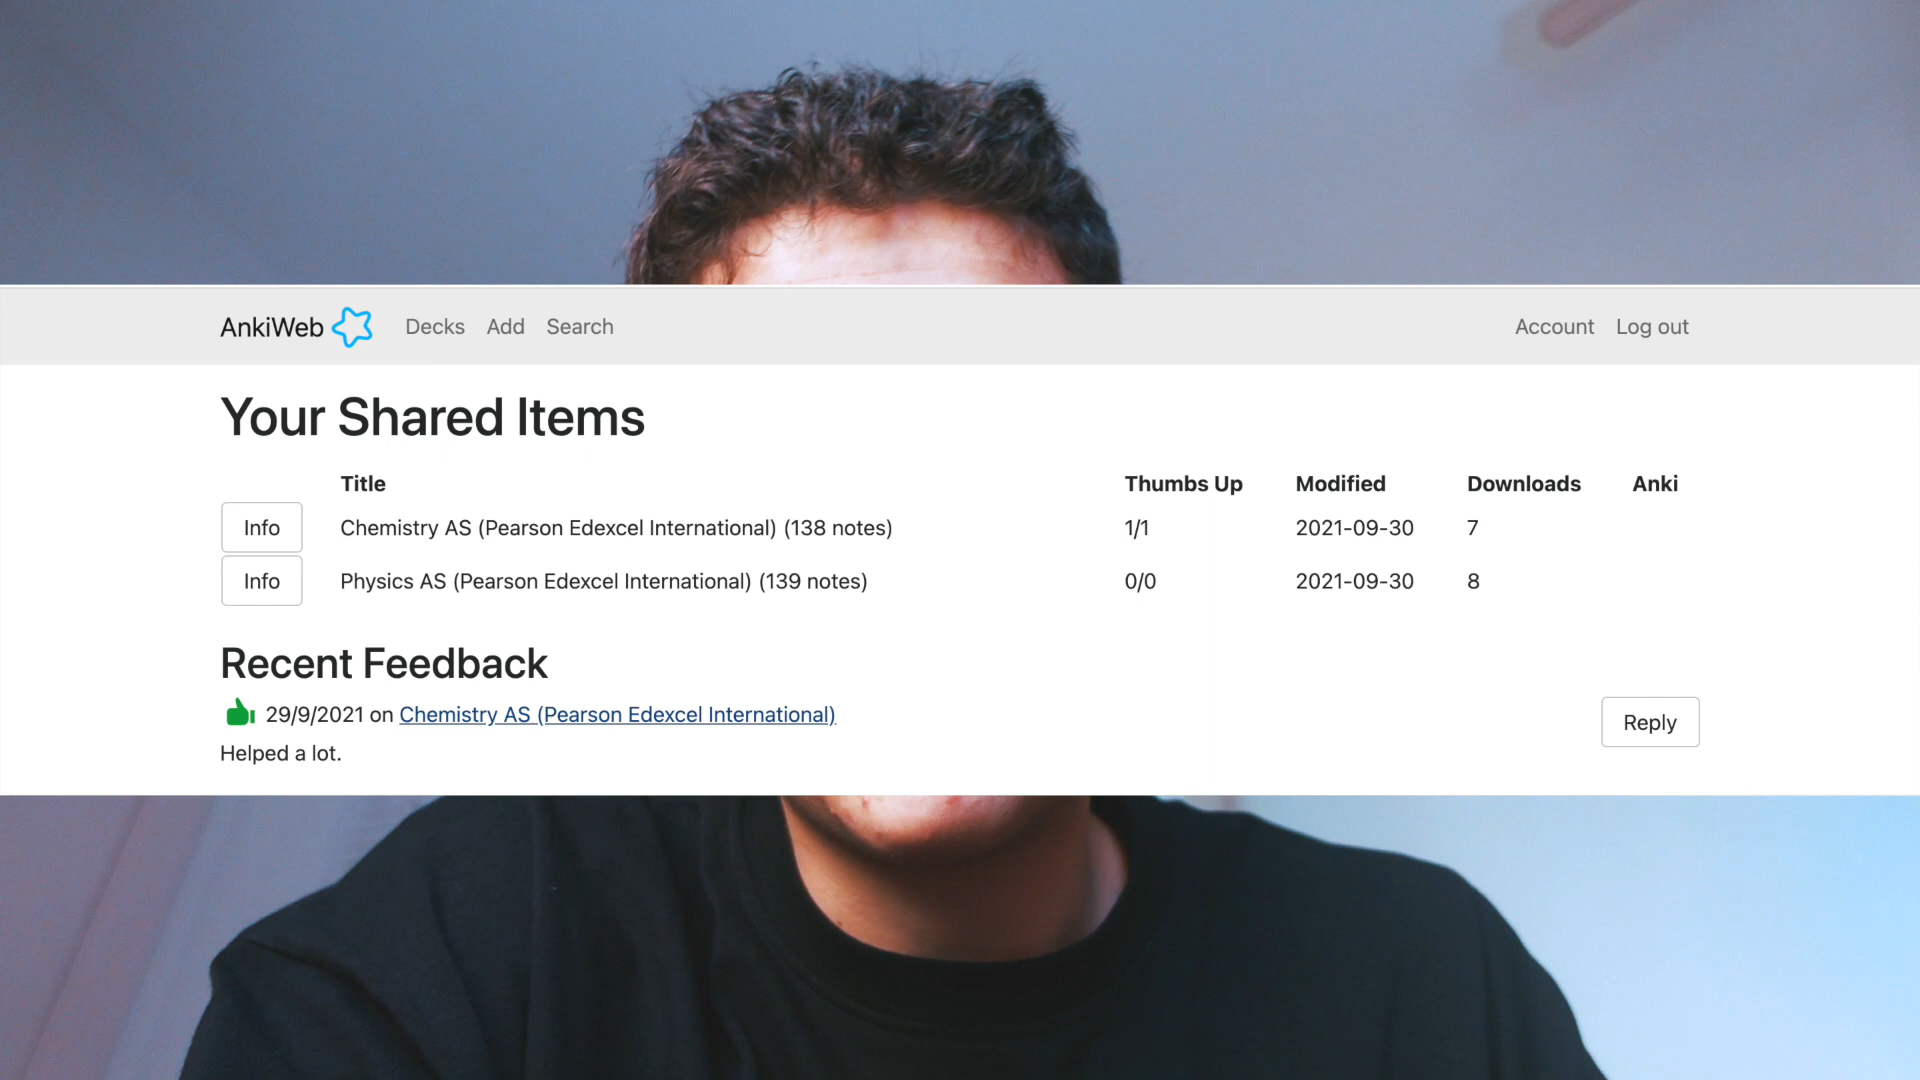 AnkiWeb Decks Add Search Account Log out
Your Shared Items
Title Thumbs Up Modified Downloads Anki
Info Chemistry AS (Pearson Edexcel International) (138 notes) 1/1 2021-09-30 7
Info Physics AS (Pearson Edexcel International) (139 notes) 0/0 2021-09-30 8
Recent Feedback
29/9/2021 on Chemistry AS (Pearson Edexcel International) Reply
Helped a lot.